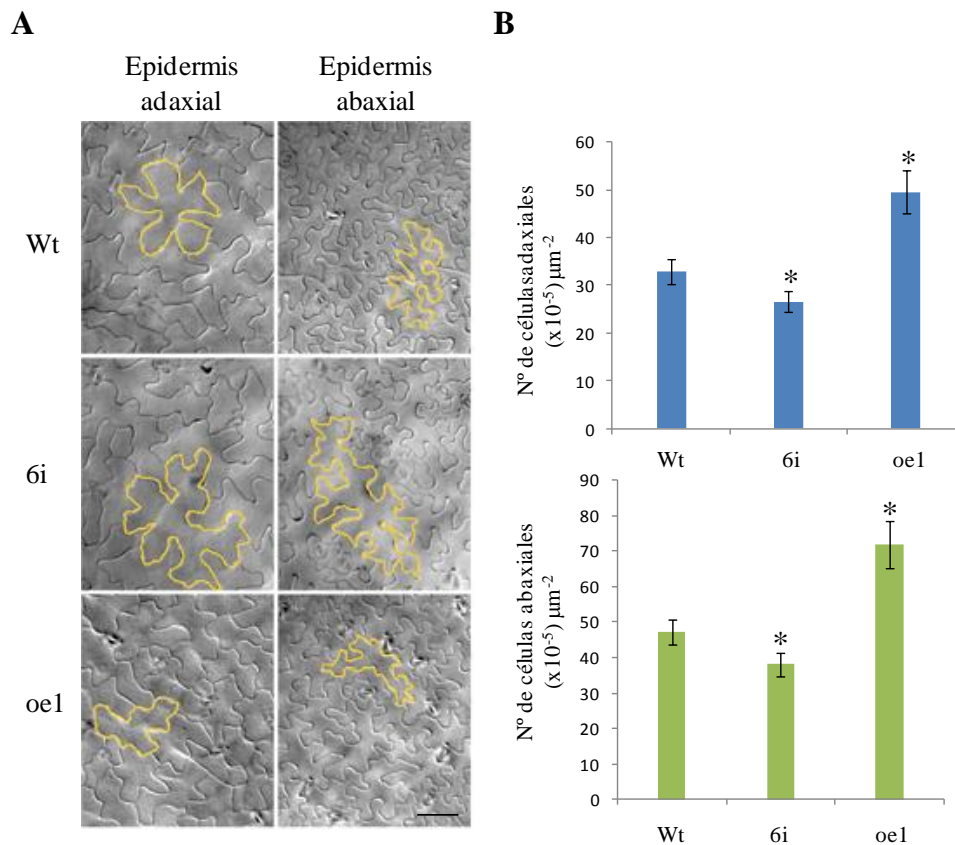 A
B
Epidermis
adaxial
Epidermis
abaxial
Wt
6i
oe1
Nº de célulasadaxiales
(x10-5) µm-2
60
50
40
30
20
10
0
*
*
Wt
6i
oe1
Nº de células abaxiales
(x10-5) µm-2
90
80
70
60
50
40
30
20
10
0
*
*
Wt
6i
oe1